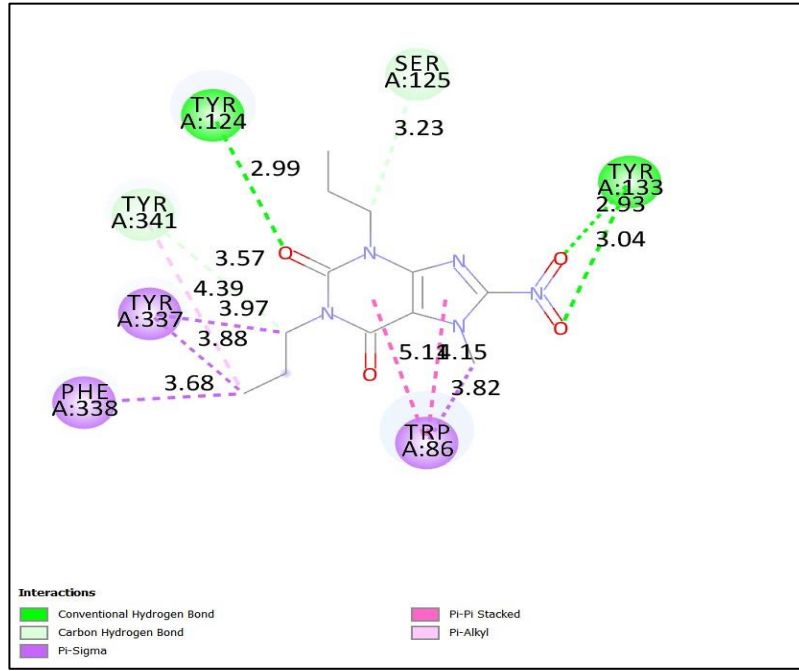 SER
A:125
TYR
A:124
3.23
2.99
TYR
A:133
2.93
3.04
TYR
A:341
3.57
4.39
3.97
TYR
A:337
3.88
3.68
PHE
A:338
O
N
N
N
N
N
O
O
O
4.15
3.82
TRP
A:86
Interactions
Conventional Hydrogen Bond
Carbon Hydrogen Bond
Pi-Sigma
Pi-Pi Stacked
Pi-Alkyl